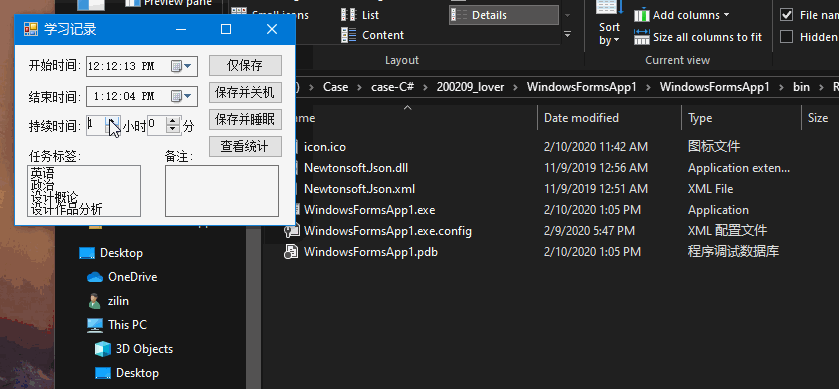 Preview pane
Small icons
List
Details
Content
Layout
Sort
by
Add columns
Size all columns to fit
Current view
File nam
Hidden
学习记录
开始时间:
12:12:13 PM
仅保存
结束时间:
1:12:04 PM
保存并关机
持续时间:
1
小时
0
分
保存并睡眠
查看统计
任务标签:
备注:
英语
政治
设计概论
设计作品分析
Case
case-C#
200209_lover
WindowsFormsApp1
WindowsFormsApp1
bin
R
Name
Date modified
Type
Size
icon.ico
2/10/2020 11:42 AM
图标文件
NewtonsoftJson.dll
11/9/2019 12:56 AM
Application exten...
NewtonsoftJson.xml
11/9/2019 12:51 AM
XML File
WindowsFormsApp1.exe
2/10/2020 1:05 PM
Application
WindowsFormsApp1.exe.config
2/9/2020 5:47 PM
XML 配置文件
WindowsFormsApp1.pdb
2/10/2020 1:05 PM
程序调试数据库
Desktop
OneDrive
zilin
This PC
3D Objects
Desktop